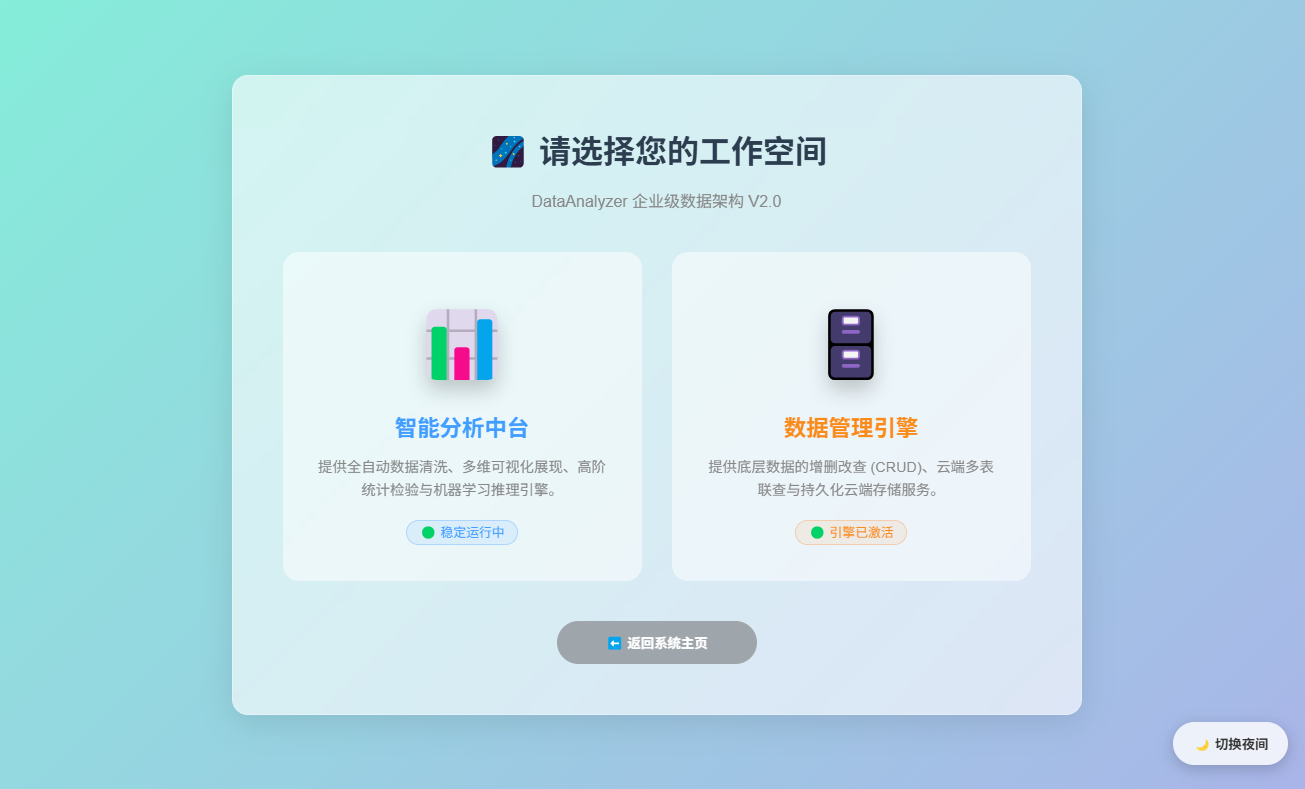 请选择您的工作空间
DataAnalyzer 企业级数据架构 V2.0
智能分析中台
提供全自动数据清洗、多维可视化展现、高阶
统计检验与机器学习推理引擎。
稳定运行中
数据管理引擎
提供底层数据的增删改查 (CRUD)、云端多表
联查与持久化云端存储服务。
引擎已激活
返回系统主页
切换夜间